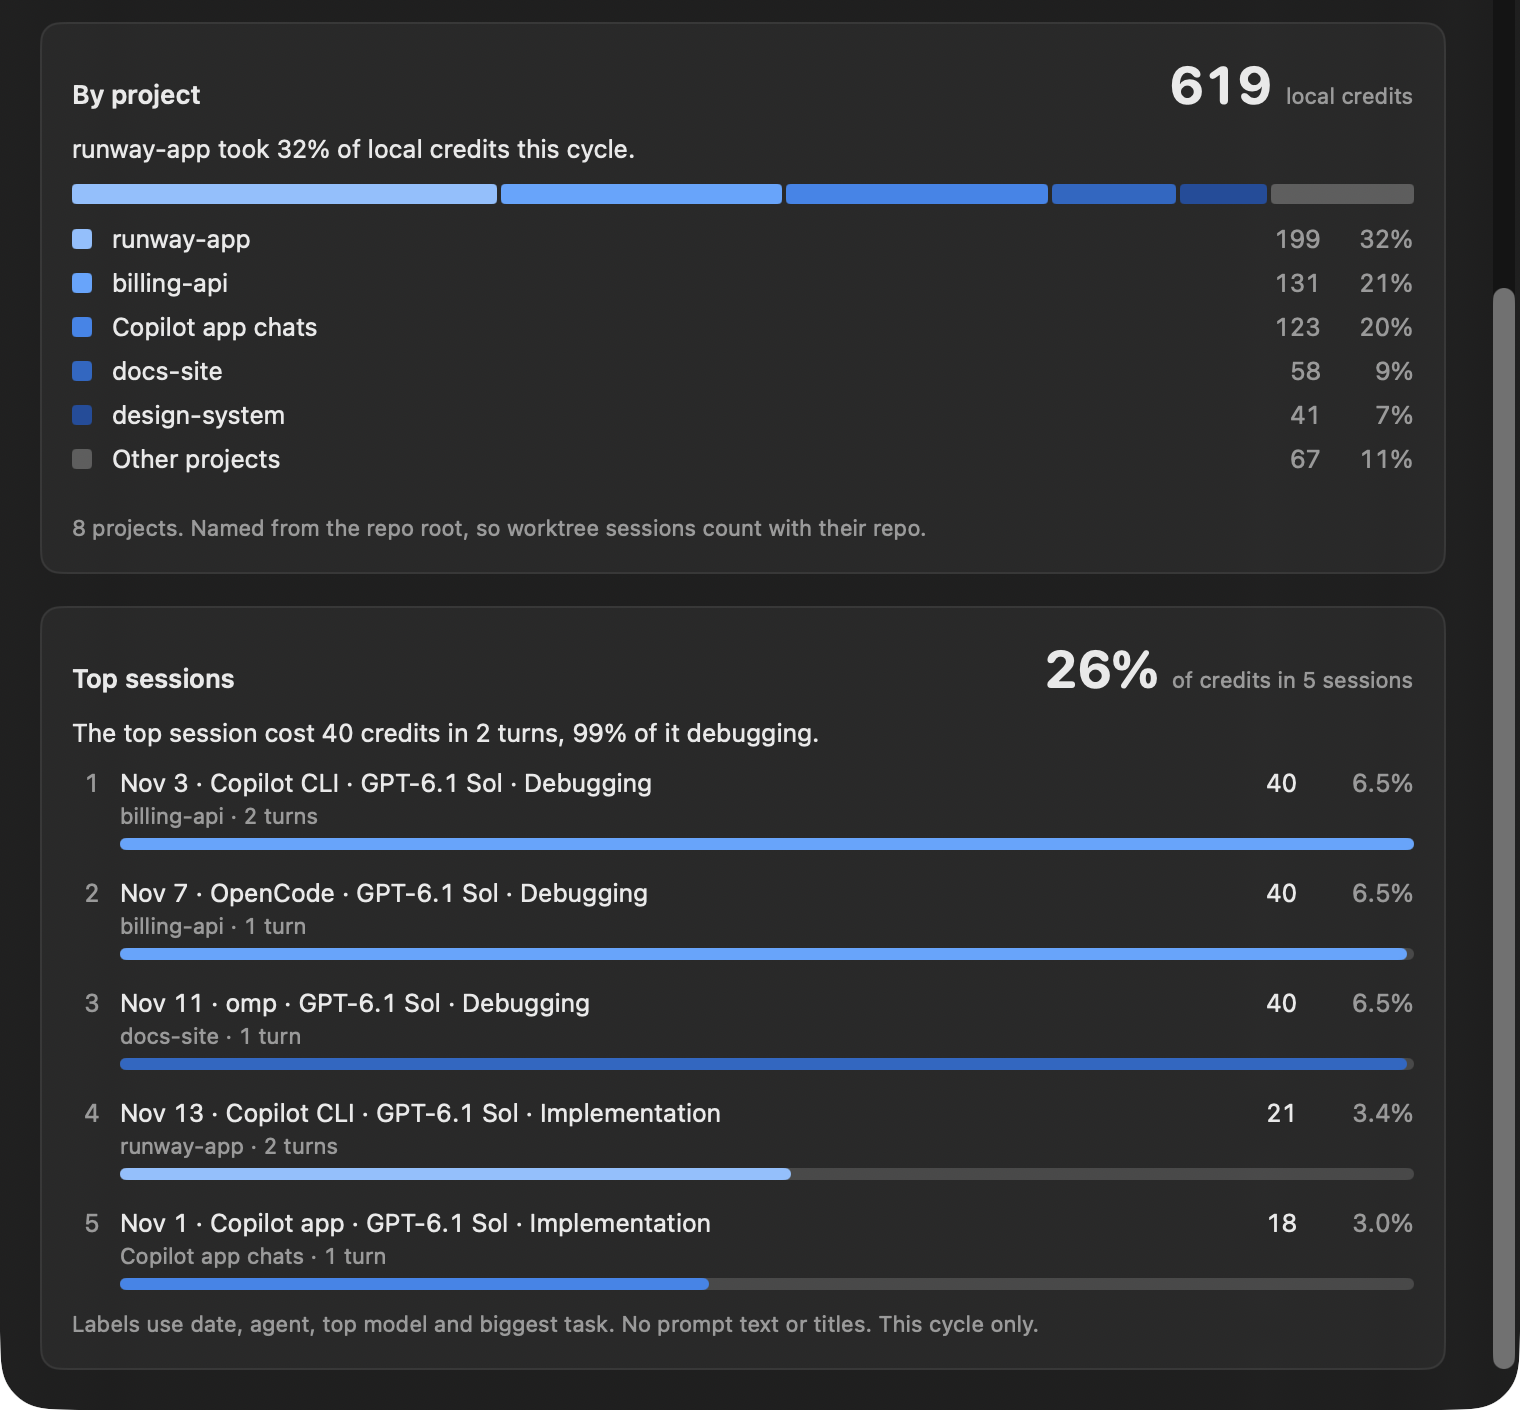 By project
619 local credits
runway-app took 32% of local credits this cycle.
runway-app 199 32%
billing-api 131 21%
Copilot app chats 123 20%
docs-site 58 9%
design-system 41 7%
Other projects 67 11%
8 projects. Named from the repo root, so worktree sessions count with their repo.
Top sessions
26% of credits in 5 sessions
The top session cost 40 credits in 2 turns, 99% of it debugging.
1 Nov 3 · Copilot CLI · GPT-6.1 Sol · Debugging 40 6.5%
billing-api · 2 turns
2 Nov 7 · OpenCode · GPT-6.1 Sol · Debugging 40 6.5%
billing-api · 1 turn
3 Nov 11 · omp · GPT-6.1 Sol · Debugging 40 6.5%
docs-site · 1 turn
4 Nov 13 · Copilot CLI · GPT-6.1 Sol · Implementation 21 3.4%
runway-app · 2 turns
5 Nov 1 · Copilot app · GPT-6.1 Sol · Implementation 18 3.0%
Copilot app chats · 1 turn
Labels use date, agent, top model and biggest task. No prompt text or titles. This cycle only.